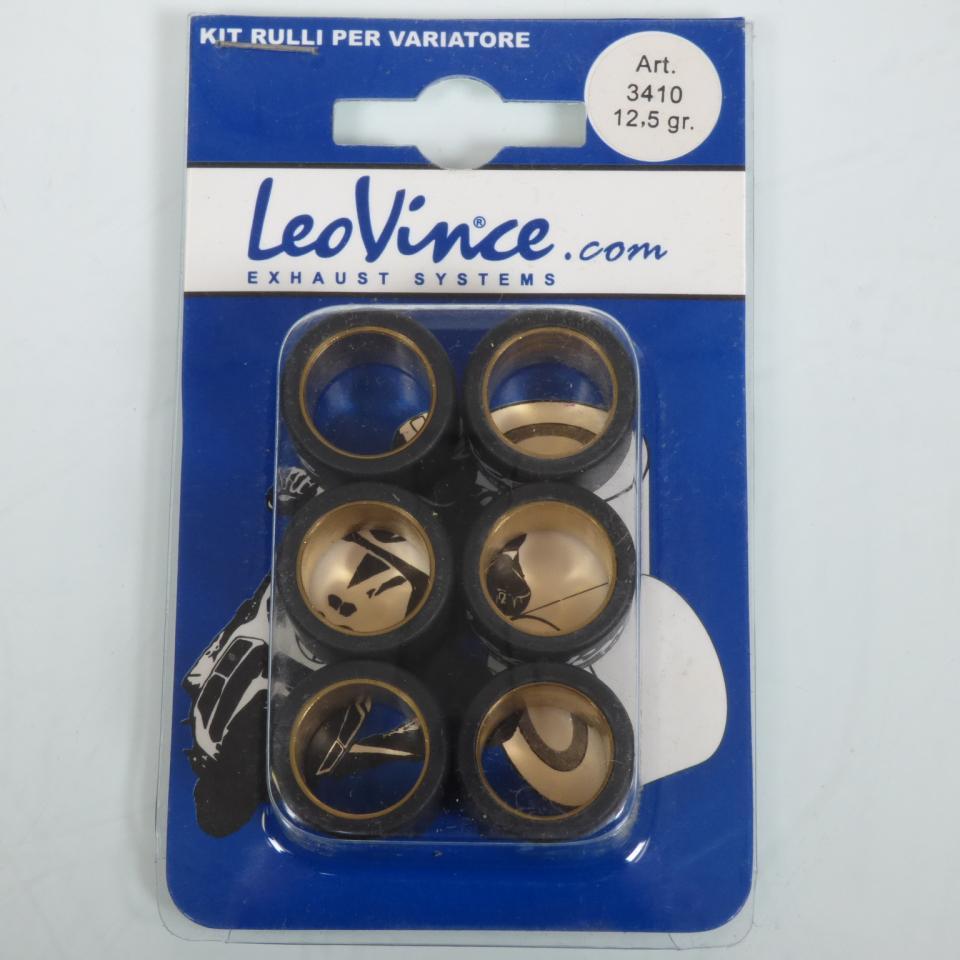 KIT RULLI PER VARIATORE
Art.
3410
12,5 gr.
LeoVince®.com
EXHAUST SYSTEMS